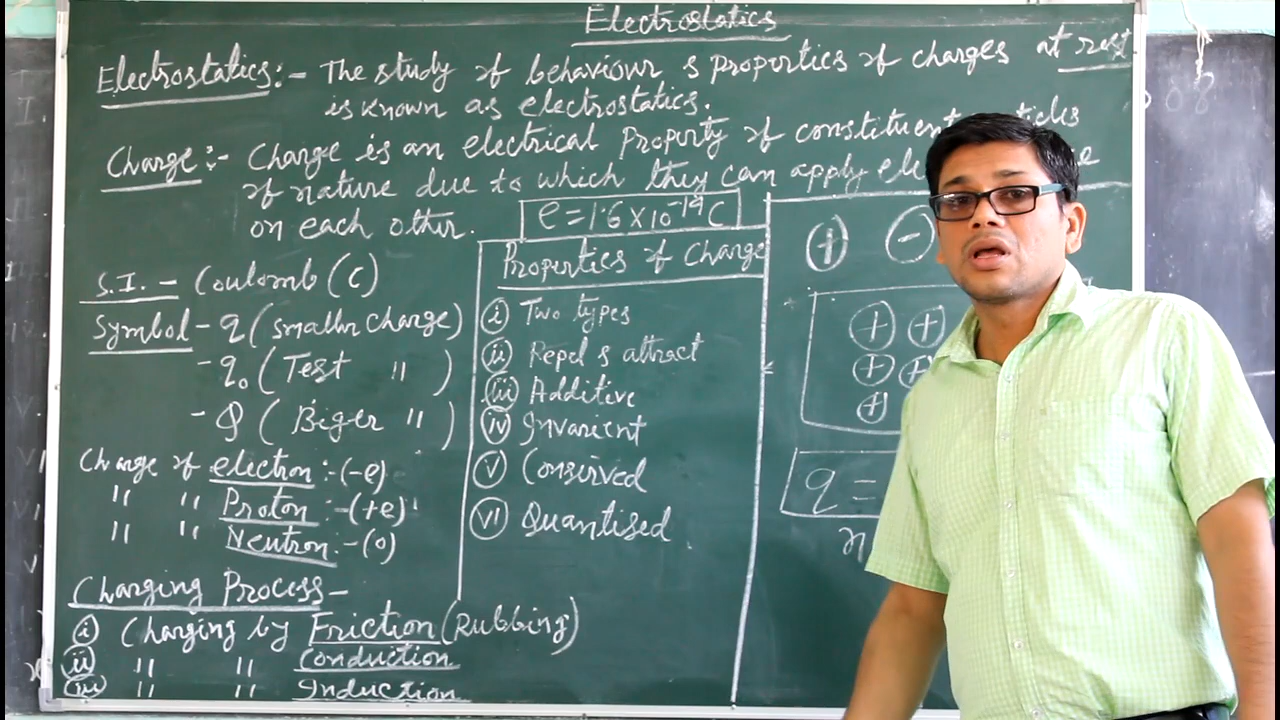 Electrostatics
Electrostatics:- The study of behaviour & properties of charges at rest
is known as electrostatics.
Charge:- Charge is an electrical Property of constituent
of nature due to which they can apply
on each other.
e = 1.6 x 10^-19 C
S.I. - Coulomb (C)
Symbol - q (smaller charge)
- q₀ (Test " )
- Q (Biger " )
Charge of electron :- (-e)
" " Proton :- (+e)
" " Neutron :- (0)
Charging Process -
(i) Charging by Friction (Rubbing)
(ii) " " Conduction
(iii) " " Induction
Properties of Charge
(i) Two types
(ii) Repel & attract
(iii) Additive
(iv) Invarient
(v) Consirved
(vi) Quantised
+ -
+ +
+ +
+
q =
n